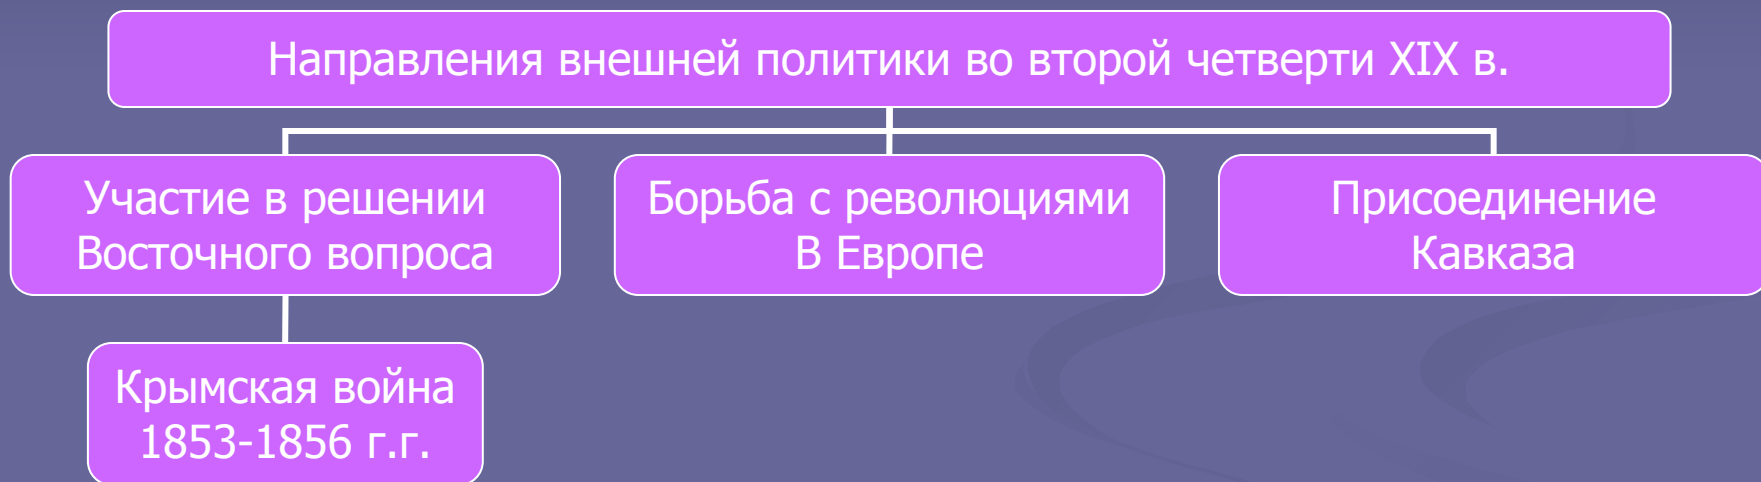 Направления внешней политики во второй четверти XIX в.
Участие в решении
Восточного вопроса
Борьба с революциями
В Европе
Присоединение
Кавказа
Крымская война
1853-1856 г.г.